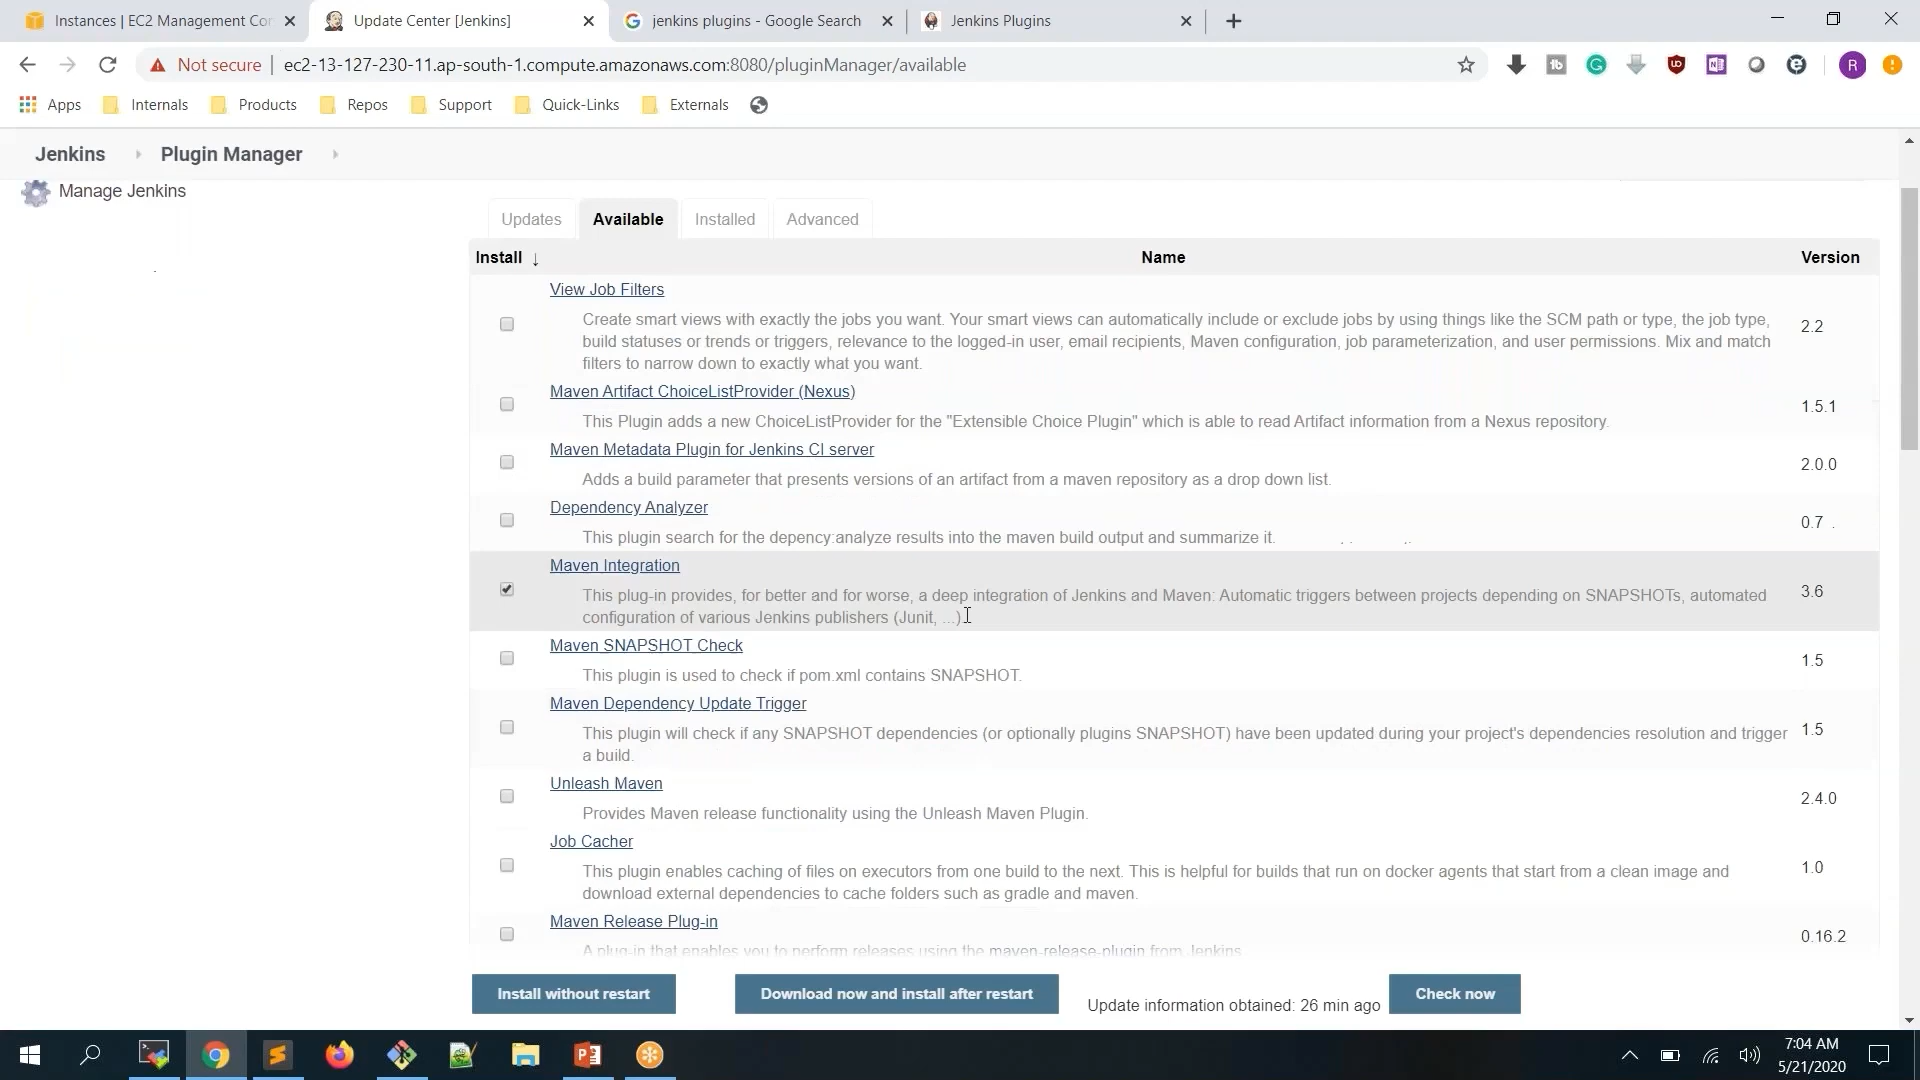 Instances | EC2 Management Con
Update Center [Jenkins]
jenkins plugins - Google Search
Jenkins Plugins
Not secure
ec2-13-127-230-11.ap-south-1.compute.amazonaws.com:8080/pluginManager/available
R
Apps
Internals
Products
Repos
Support
Quick-Links
Externals
Jenkins
Plugin Manager
Manage Jenkins
Updates
Available
Installed
Advanced
Install ↓
Name
Version
View Job Filters
Create smart views with exactly the jobs you want. Your smart views can automatically include or exclude jobs by using things like the SCM path or type, the job type,
build statuses or trends or triggers, relevance to the logged-in user, email recipients, Maven configuration, job parameterization, and user permissions. Mix and match
filters to narrow down to exactly what you want.
2.2
Maven Artifact ChoiceListProvider (Nexus)
This Plugin adds a new ChoiceListProvider for the "Extensible Choice Plugin" which is able to read Artifact information from a Nexus repository.
1.5.1
Maven Metadata Plugin for Jenkins CI server
Adds a build parameter that presents versions of an artifact from a maven repository as a drop down list.
2.0.0
Dependency Analyzer
This plugin search for the depency:analyze results into the maven build output and summarize it.
0.7
Maven Integration
This plug-in provides, for better and for worse, a deep integration of Jenkins and Maven: Automatic triggers between projects depending on SNAPSHOTs, automated
configuration of various Jenkins publishers (Junit, ...).
3.6
Maven SNAPSHOT Check
This plugin is used to check if pom.xml contains SNAPSHOT.
1.5
Maven Dependency Update Trigger
This plugin will check if any SNAPSHOT dependencies (or optionally plugins SNAPSHOT) have been updated during your project's dependencies resolution and trigger
a build.
1.5
Unleash Maven
Provides Maven release functionality using the Unleash Maven Plugin.
2.4.0
Job Cacher
This plugin enables caching of files on executors from one build to the next. This is helpful for builds that run on docker agents that start from a clean image and
download external dependencies to cache folders such as gradle and maven.
1.0
Maven Release Plug-in
A plug-in that enables you to perform releases using the maven-release-plugin from Jenkins.
0.16.2
Install without restart
Download now and install after restart
Update information obtained: 26 min ago
Check now
7:04 AM
5/21/2020